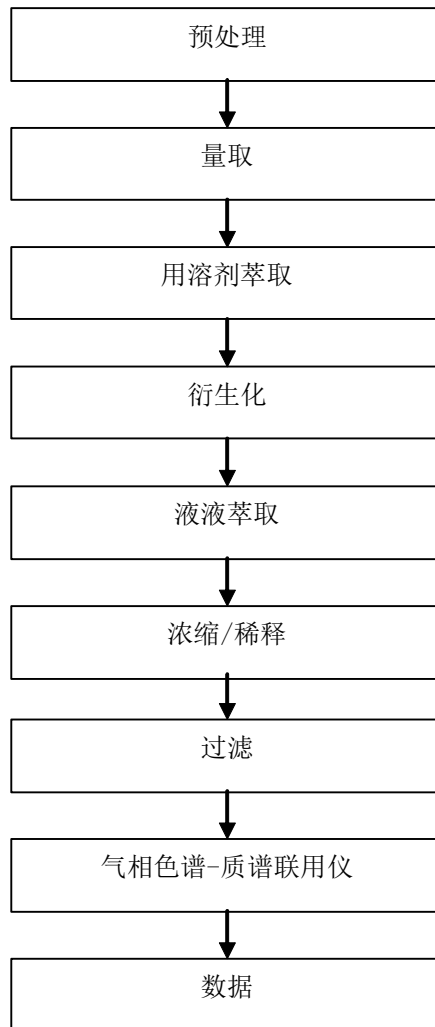 预处理
量取
用溶剂萃取
衍生化
液液萃取
浓缩/稀释
过滤
气相色谱-质谱联用仪
数据